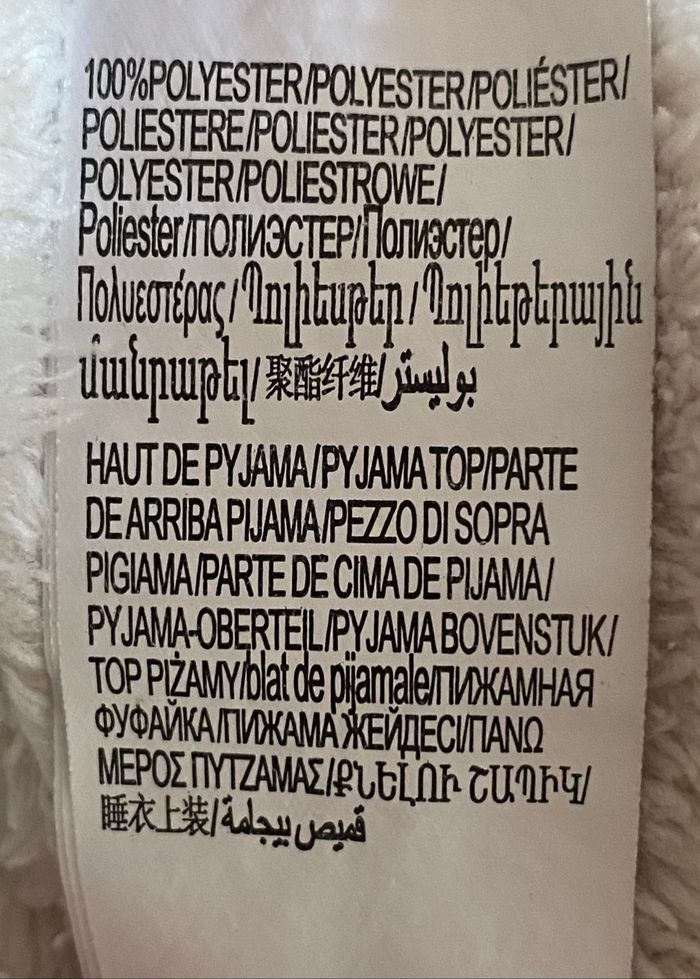 100%POLYESTER/POLYESTER/POLIÉSTER/
POLIESTERE/POLIESTER/POLYESTER/
POLYESTER/POLIESTROWE/
Poliester/ПОЛИЭСТЕР/Полиэстер/
Πολυεστέρας/Պոլիեսթեր/Պոլիեթերային
մանրաթել/聚酯纤维/بوليستر
HAUT DE PYJAMA/PYJAMA TOP/PARTE
DE ARRIBA PIJAMA/PEZZO DI SOPRA
PIGIAMA/PARTE DE CIMA DE PIJAMA/
PYJAMA-OBERTEIL/PYJAMA BOVENSTUK/
TOP PIŻAMY/blat de pijamale/ПИЖАМНАЯ
ФУФАЙКА/ПИЖАМА ЖЕЙДЕСІ/ΠΑΝΩ
ΜΕΡΟΣ ΠΥΤΖΑΜΑΣ/ՔՆԵԼՈՒ ՇԱՊԻԿ/
睡衣上装/قميص بيجامة